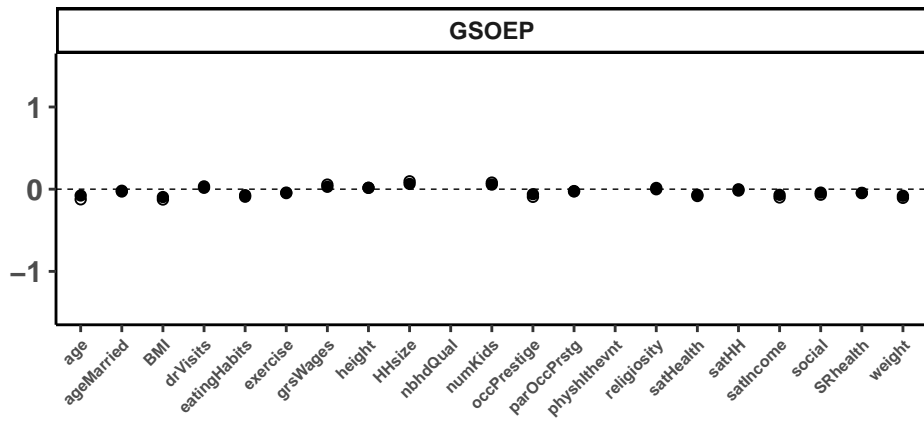 GSOEP
1
0
−1
age
ageMarried
BMI
drVisits
eatingHabits
exercise
grsWages
height
HHsize
nbhdQual
numKids
occPrestige
parOccPrstg
physhlthevnt
religiosity
satHealth
satHH
satIncome
social
SRhealth
weight